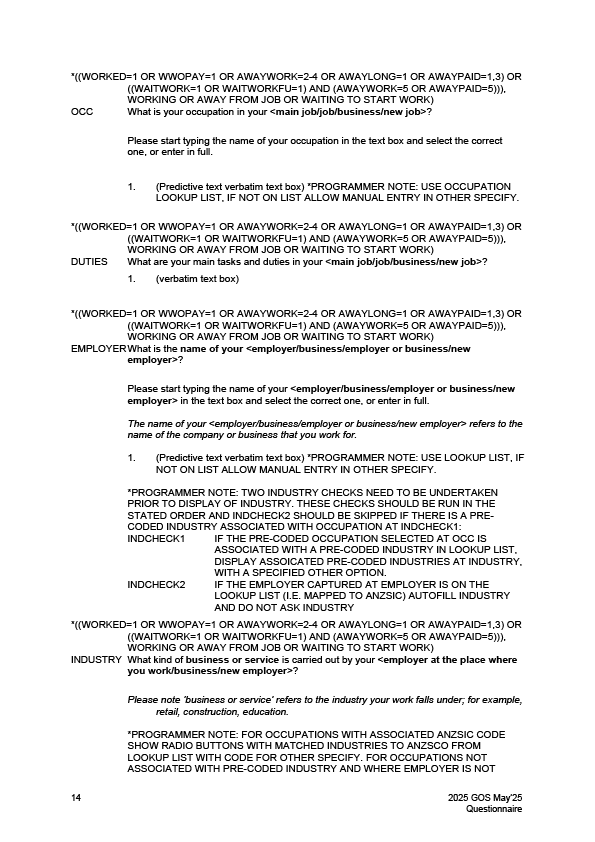 *((WORKED=1 OR WWOPAY=1 OR AWAYWORK=2-4 OR AWAYLONG=1 OR AWAYPAID=1,3) OR
((WAITWORK=1 OR WAITWORKFU=1) AND (AWAYWORK=5 OR AWAYPAID=5))),
WORKING OR AWAY FROM JOB OR WAITING TO START WORK)
OCC What is your occupation in your <main job/job/business/new job>?
Please start typing the name of your occupation in the text box and select the correct
one, or enter in full.
1. (Predictive text verbatim text box) *PROGRAMMER NOTE: USE OCCUPATION
LOOKUP LIST, IF NOT ON LIST ALLOW MANUAL ENTRY IN OTHER SPECIFY.
*((WORKED=1 OR WWOPAY=1 OR AWAYWORK=2-4 OR AWAYLONG=1 OR AWAYPAID=1,3) OR
((WAITWORK=1 OR WAITWORKFU=1) AND (AWAYWORK=5 OR AWAYPAID=5))),
WORKING OR AWAY FROM JOB OR WAITING TO START WORK)
DUTIES What are your main tasks and duties in your <main job/job/business/new job>?
1. (verbatim text box)
*((WORKED=1 OR WWOPAY=1 OR AWAYWORK=2-4 OR AWAYLONG=1 OR AWAYPAID=1,3) OR
((WAITWORK=1 OR WAITWORKFU=1) AND (AWAYWORK=5 OR AWAYPAID=5))),
WORKING OR AWAY FROM JOB OR WAITING TO START WORK)
EMPLOYER What is the name of your <employer/business/employer or business/new
employer>?
Please start typing the name of your <employer/business/employer or business/new
employer> in the text box and select the correct one, or enter in full.
The name of your <employer/business/employer or business/new employer> refers to the
name of the company or business that you work for.
1. (Predictive text verbatim text box) *PROGRAMMER NOTE: USE LOOKUP LIST, IF
NOT ON LIST ALLOW MANUAL ENTRY IN OTHER SPECIFY.
*PROGRAMMER NOTE: TWO INDUSTRY CHECKS NEED TO BE UNDERTAKEN
PRIOR TO DISPLAY OF INDUSTRY. THESE CHECKS SHOULD BE RUN IN THE
STATED ORDER AND INDCHECK2 SHOULD BE SKIPPED IF THERE IS A PRE-
CODED INDUSTRY ASSOCIATED WITH OCCUPATION AT INDCHECK1:
INDCHECK1 IF THE PRE-CODED OCCUPATION SELECTED AT OCC IS
ASSOCIATED WITH A PRE-CODED INDUSTRY IN LOOKUP LIST,
DISPLAY ASSOICATED PRE-CODED INDUSTRIES AT INDUSTRY,
WITH A SPECIFIED OTHER OPTION.
INDCHECK2 IF THE EMPLOYER CAPTURED AT EMPLOYER IS ON THE
LOOKUP LIST (I.E. MAPPED TO ANZSIC) AUTOFILL INDUSTRY
AND DO NOT ASK INDUSTRY
*((WORKED=1 OR WWOPAY=1 OR AWAYWORK=2-4 OR AWAYLONG=1 OR AWAYPAID=1,3) OR
((WAITWORK=1 OR WAITWORKFU=1) AND (AWAYWORK=5 OR AWAYPAID=5))),
WORKING OR AWAY FROM JOB OR WAITING TO START WORK)
INDUSTRY What kind of business or service is carried out by your <employer at the place where
you work/business/new employer>?
Please note 'business or service' refers to the industry your work falls under; for example,
retail, construction, education.
*PROGRAMMER NOTE: FOR OCCUPATIONS WITH ASSOCIATED ANZSIC CODE
SHOW RADIO BUTTONS WITH MATCHED INDUSTRIES TO ANZSCO FROM
LOOKUP LIST WITH CODE FOR OTHER SPECIFY. FOR OCCUPATIONS NOT
ASSOCIATED WITH PRE-CODED INDUSTRY AND WHERE EMPLOYER IS NOT
14 2025 GOS May'25
Questionnaire